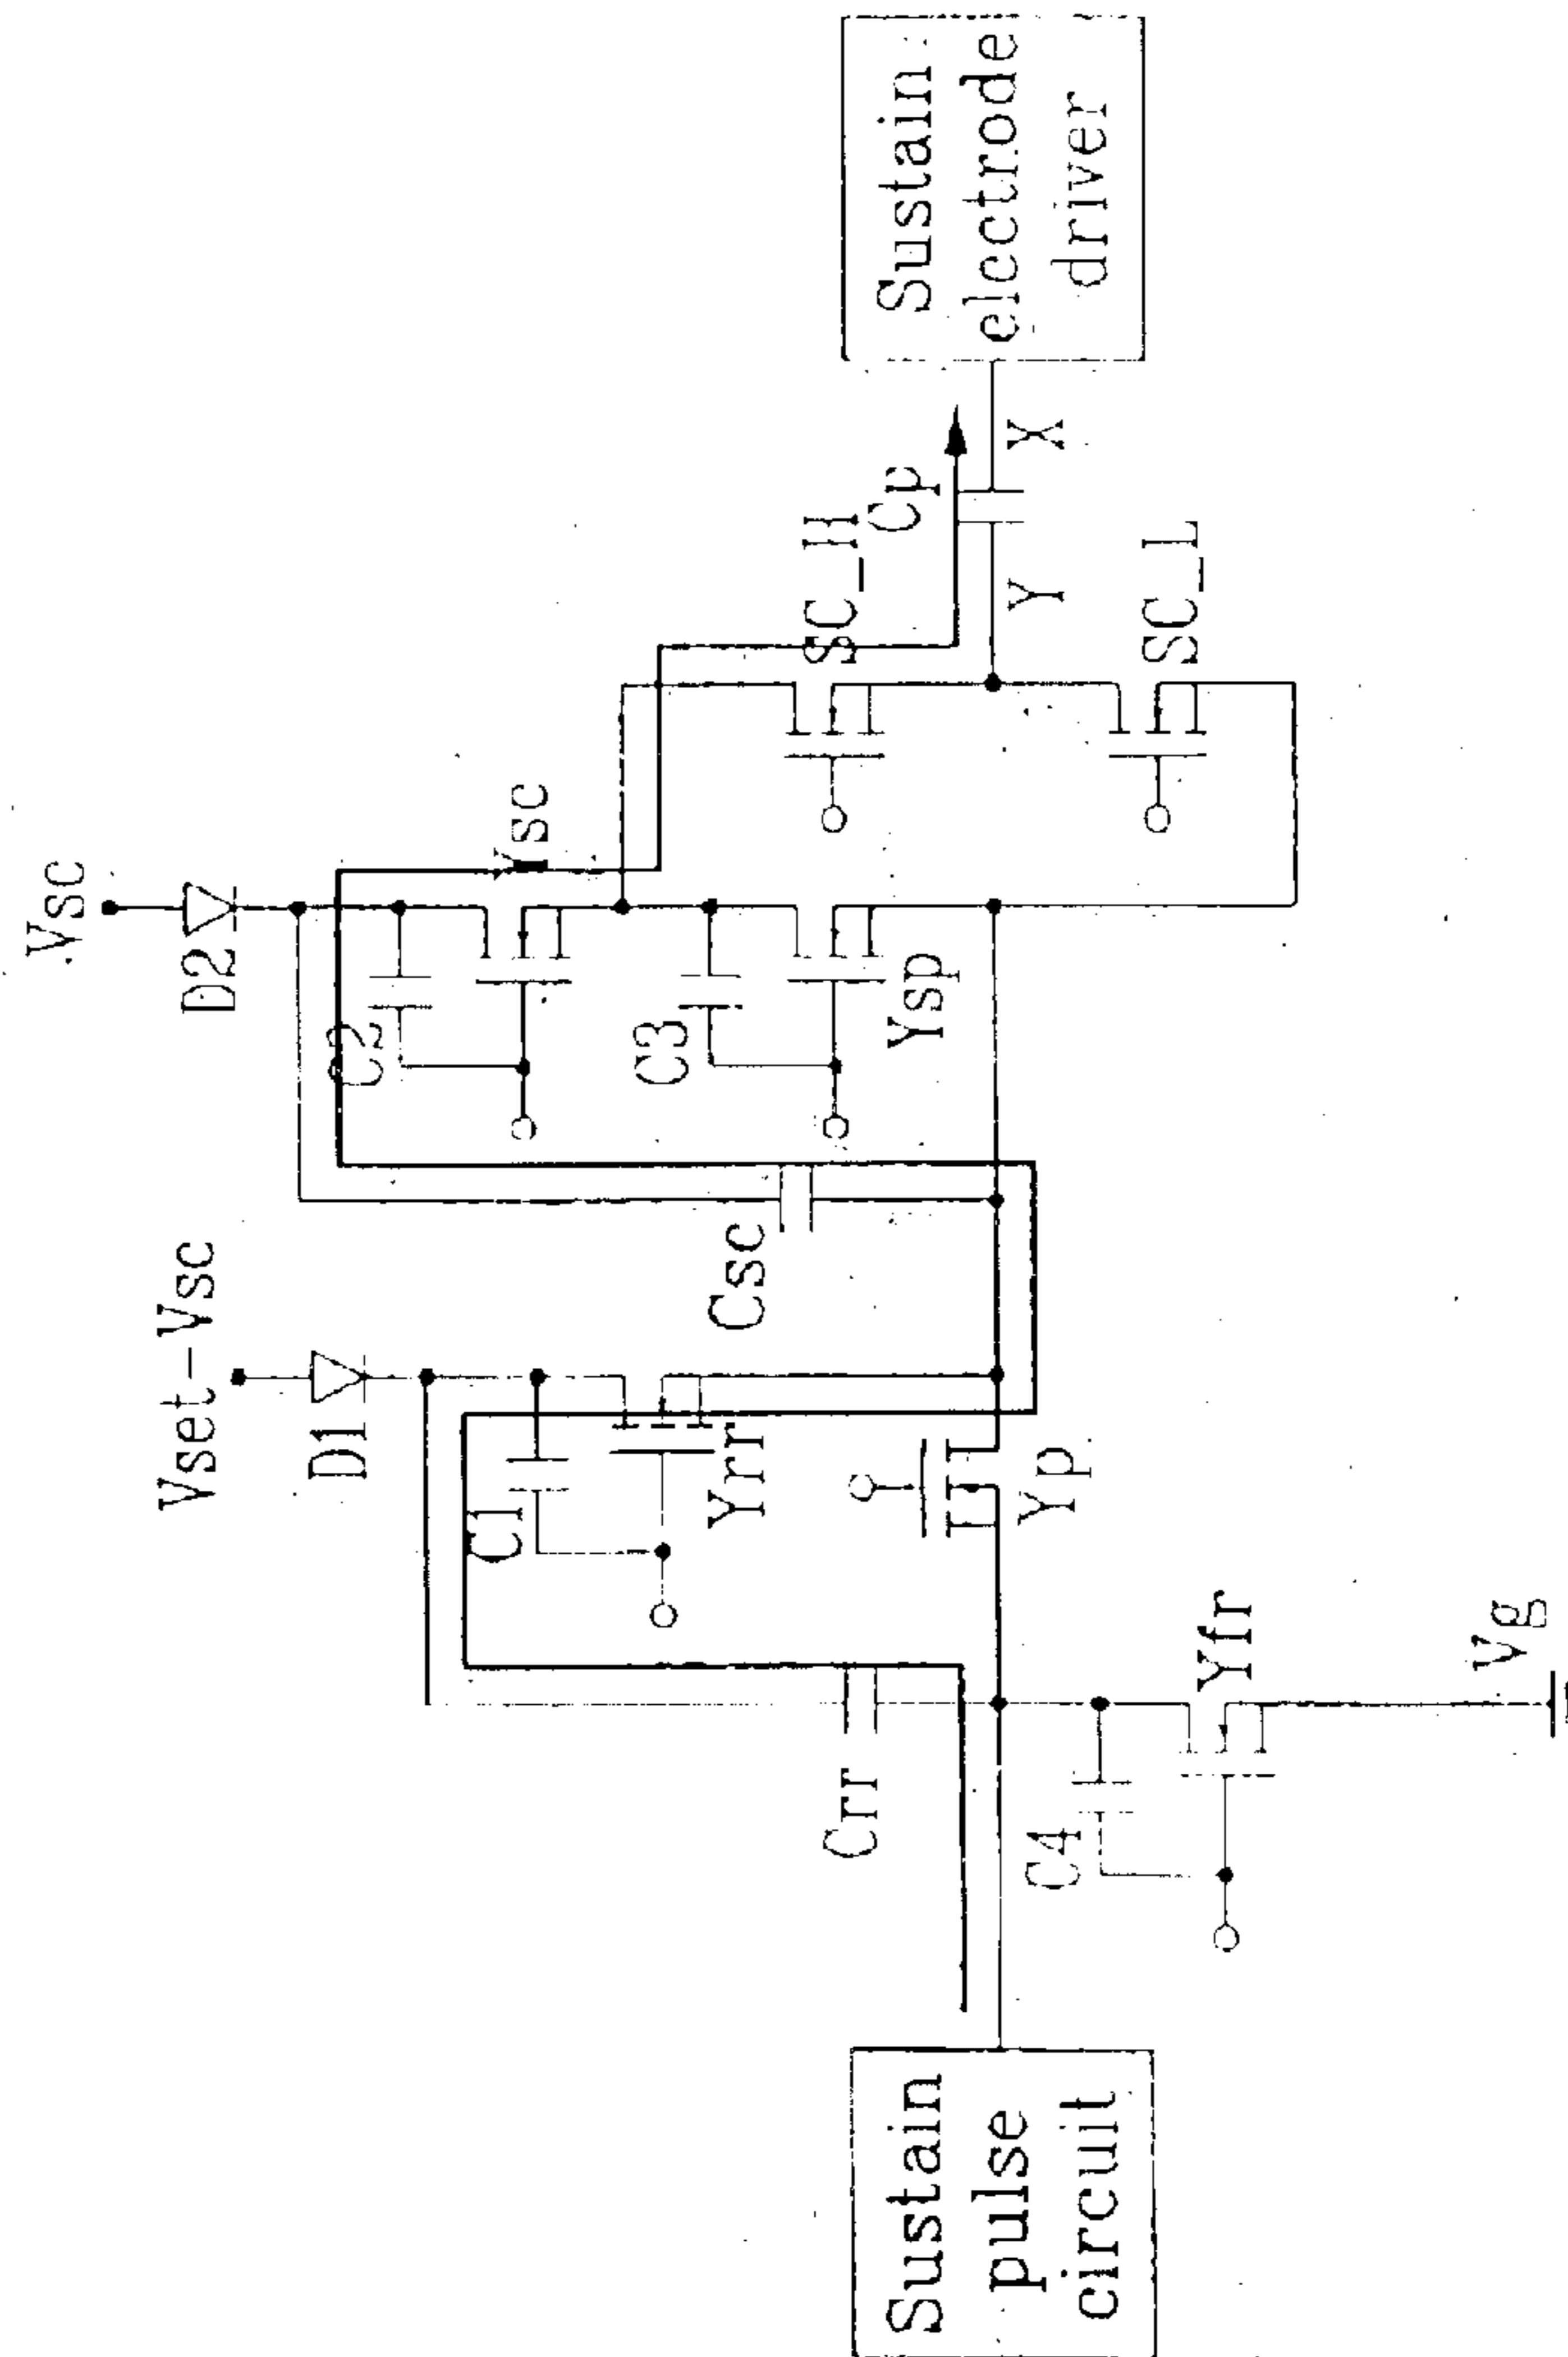 Vsc
D2
Vset-Vsc
D1
C2
Ysc
C1
Yrr
Csc
C3
Ysp
SC_H
Cp
Sustain
electrode
driver
Crr
Yp
Y
X
Sustain
pulse
circuit
C4
Yfr
SC_L
Vg